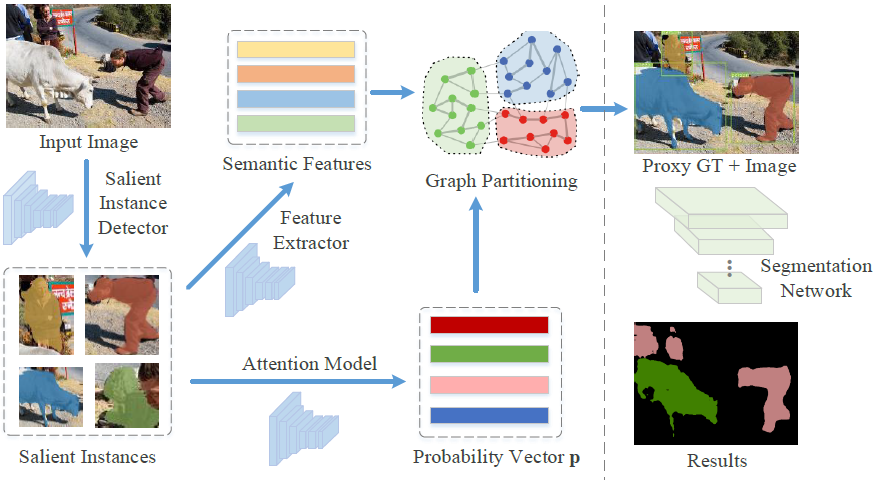 Input Image
Salient
Instance
Detector
Salient Instances
Semantic Features
Feature
Extractor
Attention Model
Graph Partitioning
Probability Vector p
Proxy GT + Image
Segmentation
Network
Results